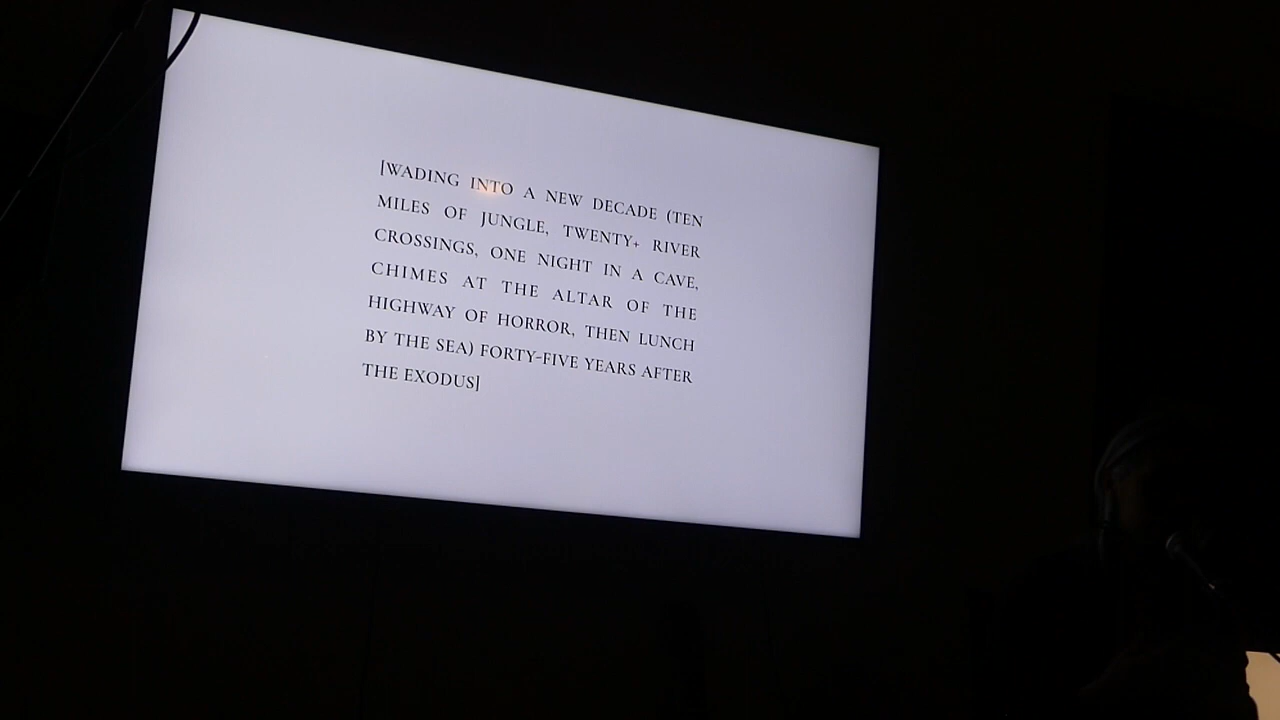 [WADING INTO A NEW DECADE (TEN
MILES OF JUNGLE, TWENTY+ RIVER
CROSSINGS, ONE NIGHT IN A CAVE,
CHIMES AT THE ALTAR OF THE
HIGHWAY OF HORROR, THEN LUNCH
BY THE SEA) FORTY-FIVE YEARS AFTER
THE EXODUS]